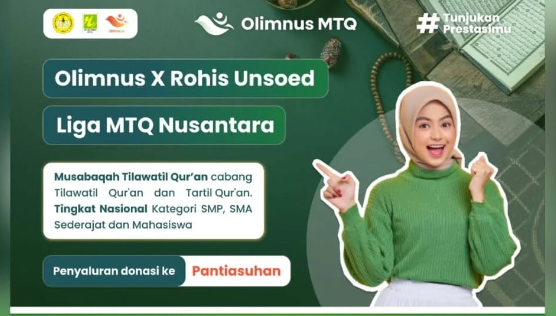 Olimnus MTQ
# Tunjukan
Prestasimu
Olimnus X Rohis Unsoed
Liga MTQ Nusantara
Musabaqah Tilawatil Qur'an cabang
Tilawatil Qur'an dan Tartil Qur'an.
Tingkat Nasional Kategori SMP, SMA
Sederajat dan Mahasiswa
Penyaluran donasi ke Pantiasuhan